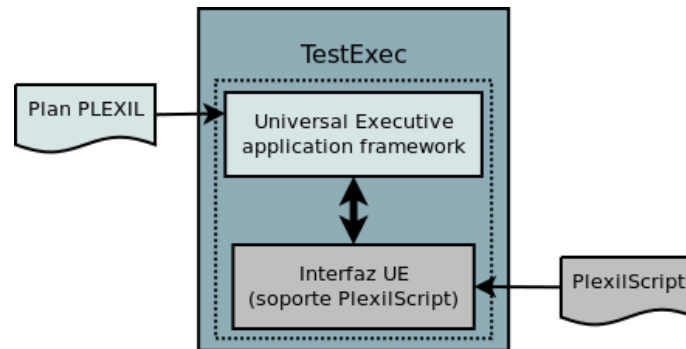 TestExec
Plan PLEXIL
Universal Executive
application framework
Interfaz UE
(soporte PlexilScript)
PlexilScript